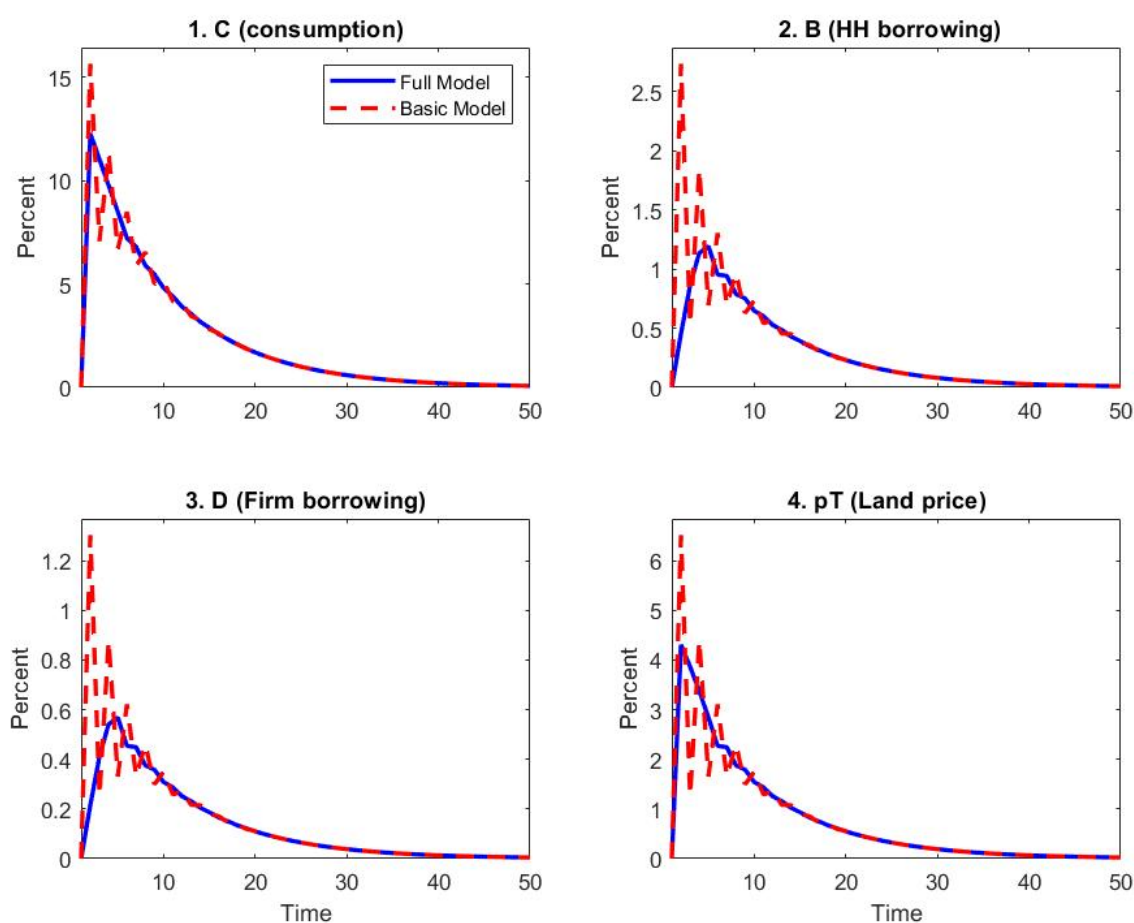 1. C (consumption)
Percent
15
10
5
0
10 20 30 40 50
Full Model
Basic Model
2. B (HH borrowing)
Percent
2.5
2
1.5
1
0.5
0
10 20 30 40 50
3. D (Firm borrowing)
Percent
1.2
1
0.8
0.6
0.4
0.2
0
10 20 30 40 50
Time
4. pT (Land price)
Percent
6
5
4
3
2
1
0
10 20 30 40 50
Time